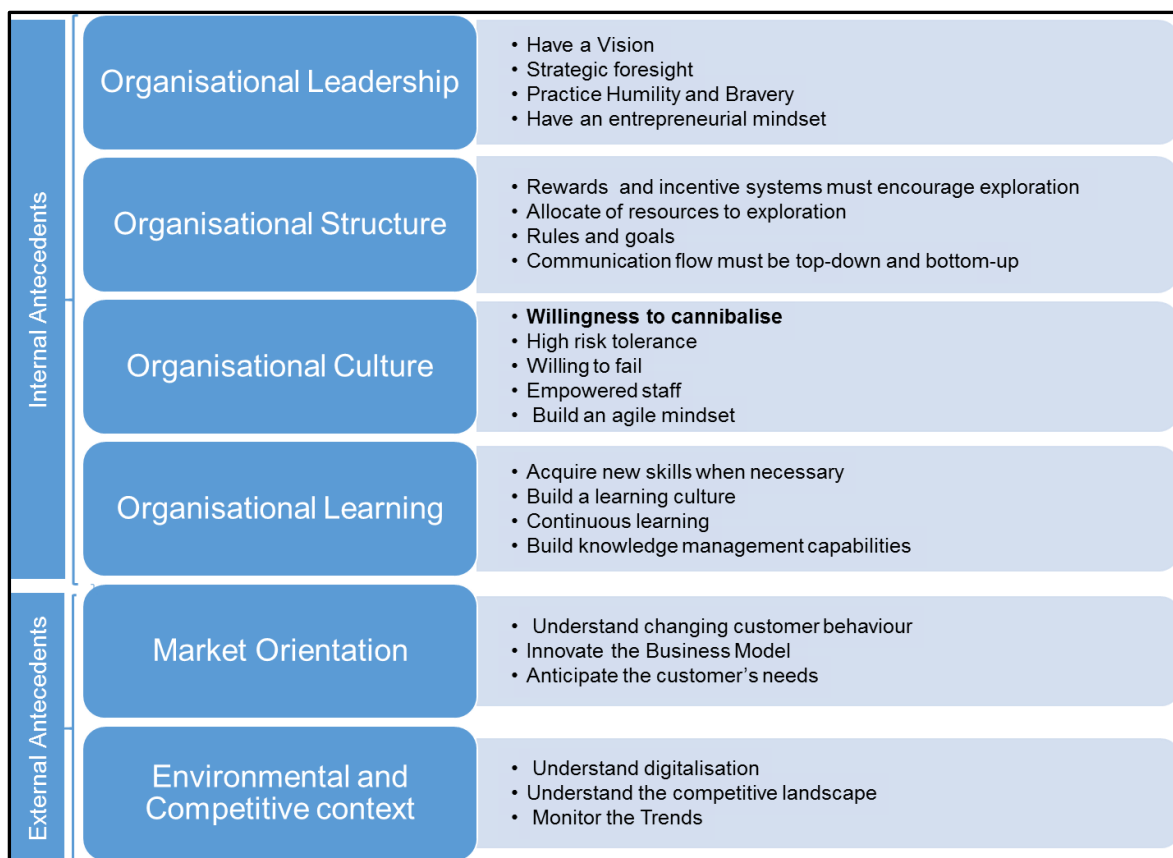 Internal Antecedents
Organisational Leadership
• Have a Vision
• Strategic foresight
• Practice Humility and Bravery
• Have an entrepreneurial mindset
Organisational Structure
• Rewards and incentive systems must encourage exploration
• Allocate of resources to exploration
• Rules and goals
• Communication flow must be top-down and bottom-up
Organisational Culture
• Willingness to cannibalise
• High risk tolerance
• Willing to fail
• Empowered staff
• Build an agile mindset
Organisational Learning
• Acquire new skills when necessary
• Build a learning culture
• Continuous learning
• Build knowledge management capabilities
External Antecedents
Market Orientation
• Understand changing customer behaviour
• Innovate the Business Model
• Anticipate the customer's needs
Environmental and
Competitive context
• Understand digitalisation
• Understand the competitive landscape
• Monitor the Trends